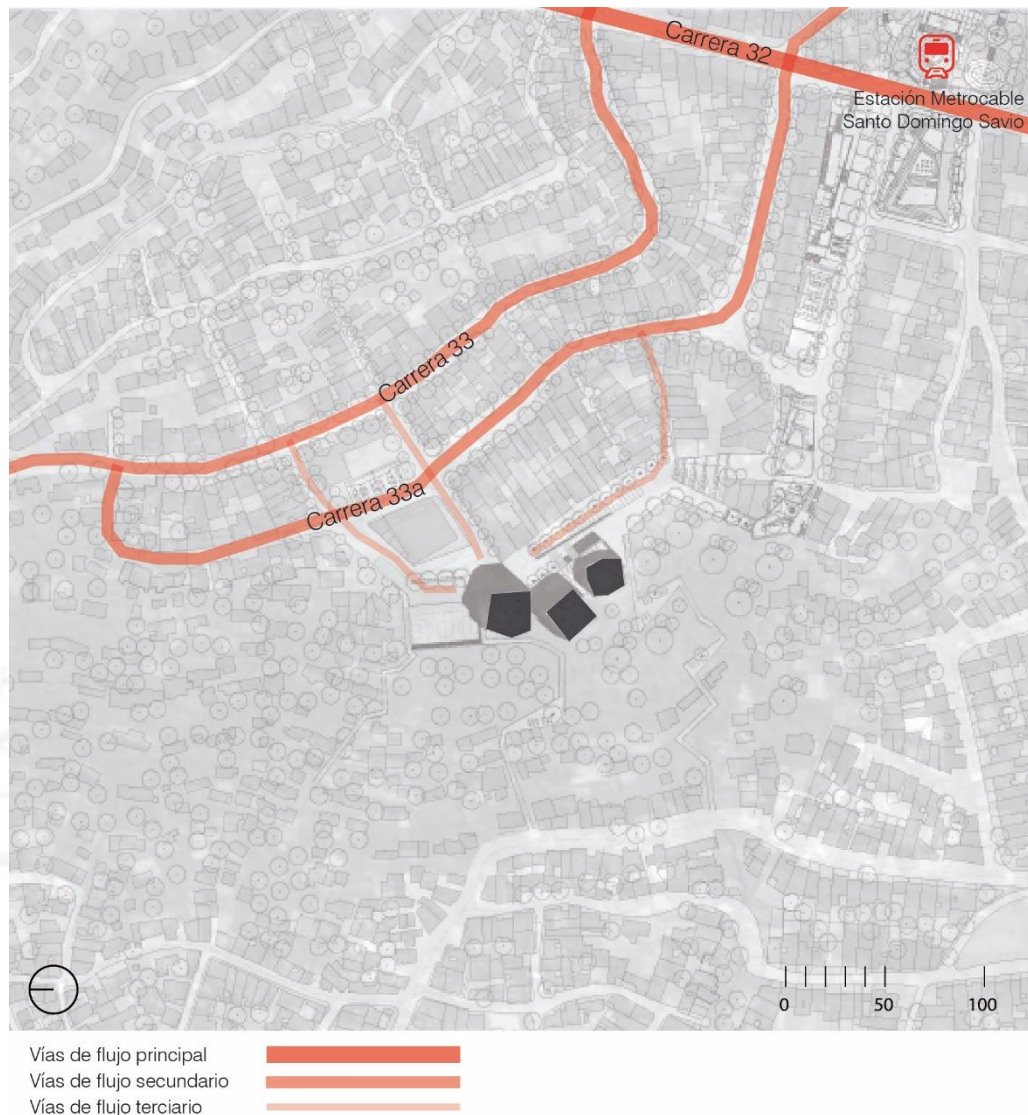 Carrera 32
Estación Metrocable
Santo Domingo Savio
Carrera 33
Carrera 33a
0 50 100
Vías de flujo principal
Vías de flujo secundario
Vías de flujo terciario